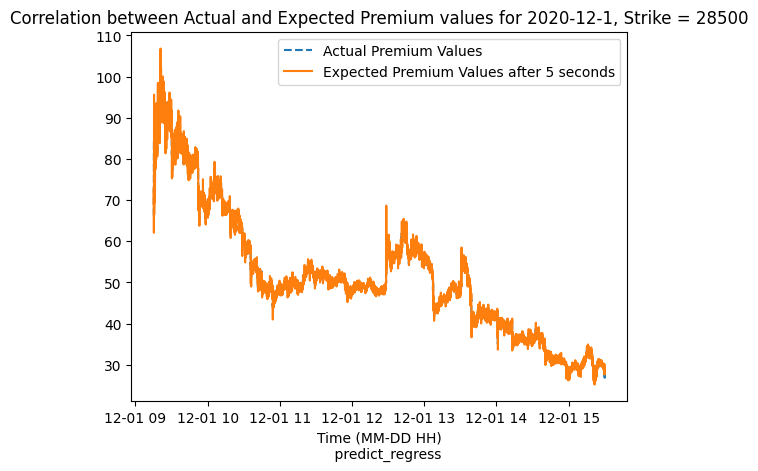 Correlation between Actual and Expected Premium values for 2020-12-1, Strike = 28500
110
100
90
80
70
60
50
40
30
Actual Premium Values
Expected Premium Values after 5 seconds
12-01 09 12-01 10 12-01 11 12-01 12 12-01 13 12-01 14 12-01 15
Time (MM-DD HH)
predict_regress